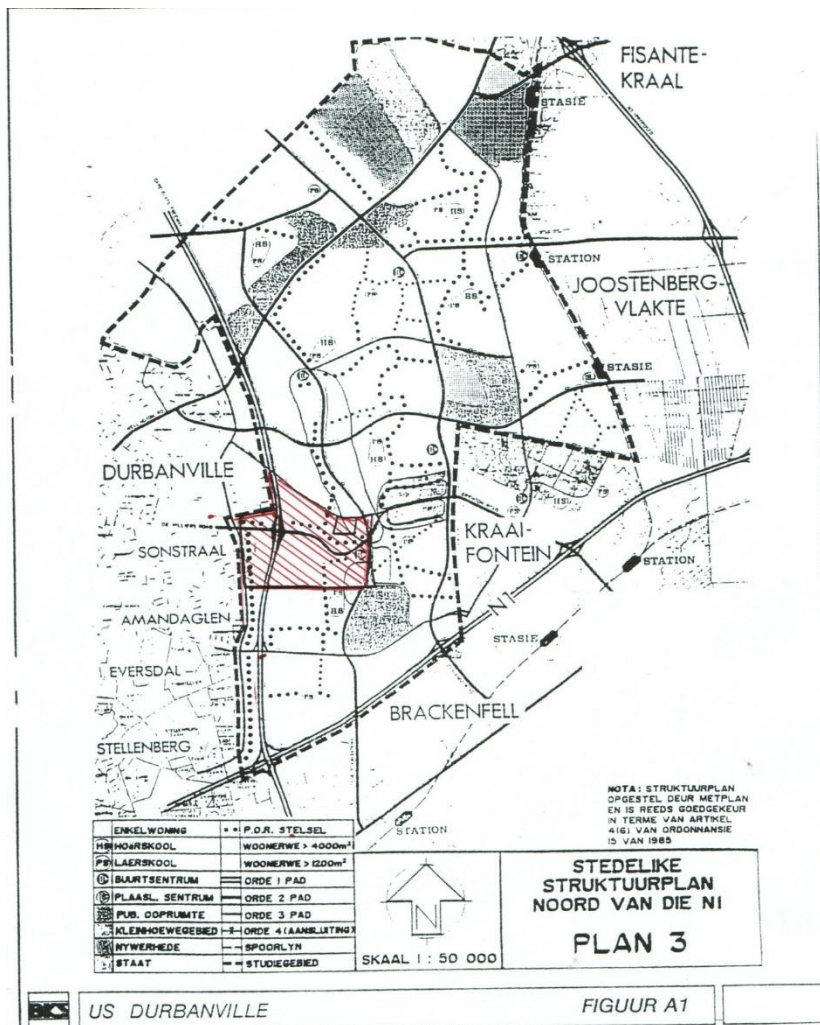 FISANTE-
KRAAL
STASIE
STATION
JOOSTENBERG-
VLAKTE
STASIE
DURBANVILLE
SONSTRAAL
KRAAI-
FONTEIN
STATION
AMANDAGLEN
N1
STASIE
EVERSDAL
BRACKENFELL
STELLENBERG
STATION
NOTA: STRUKTUURPLAN
OPGESTEL DEUR METPLAN
EN IS REEDS GOEDGEKEUR
IN TERME VAN ARTIKEL
4(6) VAN ORDONNANSIE
15 VAN 1985
ENKELWONING P.O.R. STELSEL
HS HOËRSKOOL WOONERWE > 4000m²
PS LAERSKOOL WOONERWE > 1200m²
BC BUURTSENTRUM ORDE 1 PAD
PLAASL. SENTRUM ORDE 2 PAD
PUB. OOPRUIMTE ORDE 3 PAD
KLEINHOEWEGEBIED ORDE 4 (AANSLUITING)
NYWERHEDE SPOORLYN
STAAT STUDIEGEBIED
N
SKAAL 1 : 50 000
STEDELIKE
STRUKTUURPLAN
NOORD VAN DIE N1
PLAN 3
BKS US DURBANVILLE FIGUUR A1